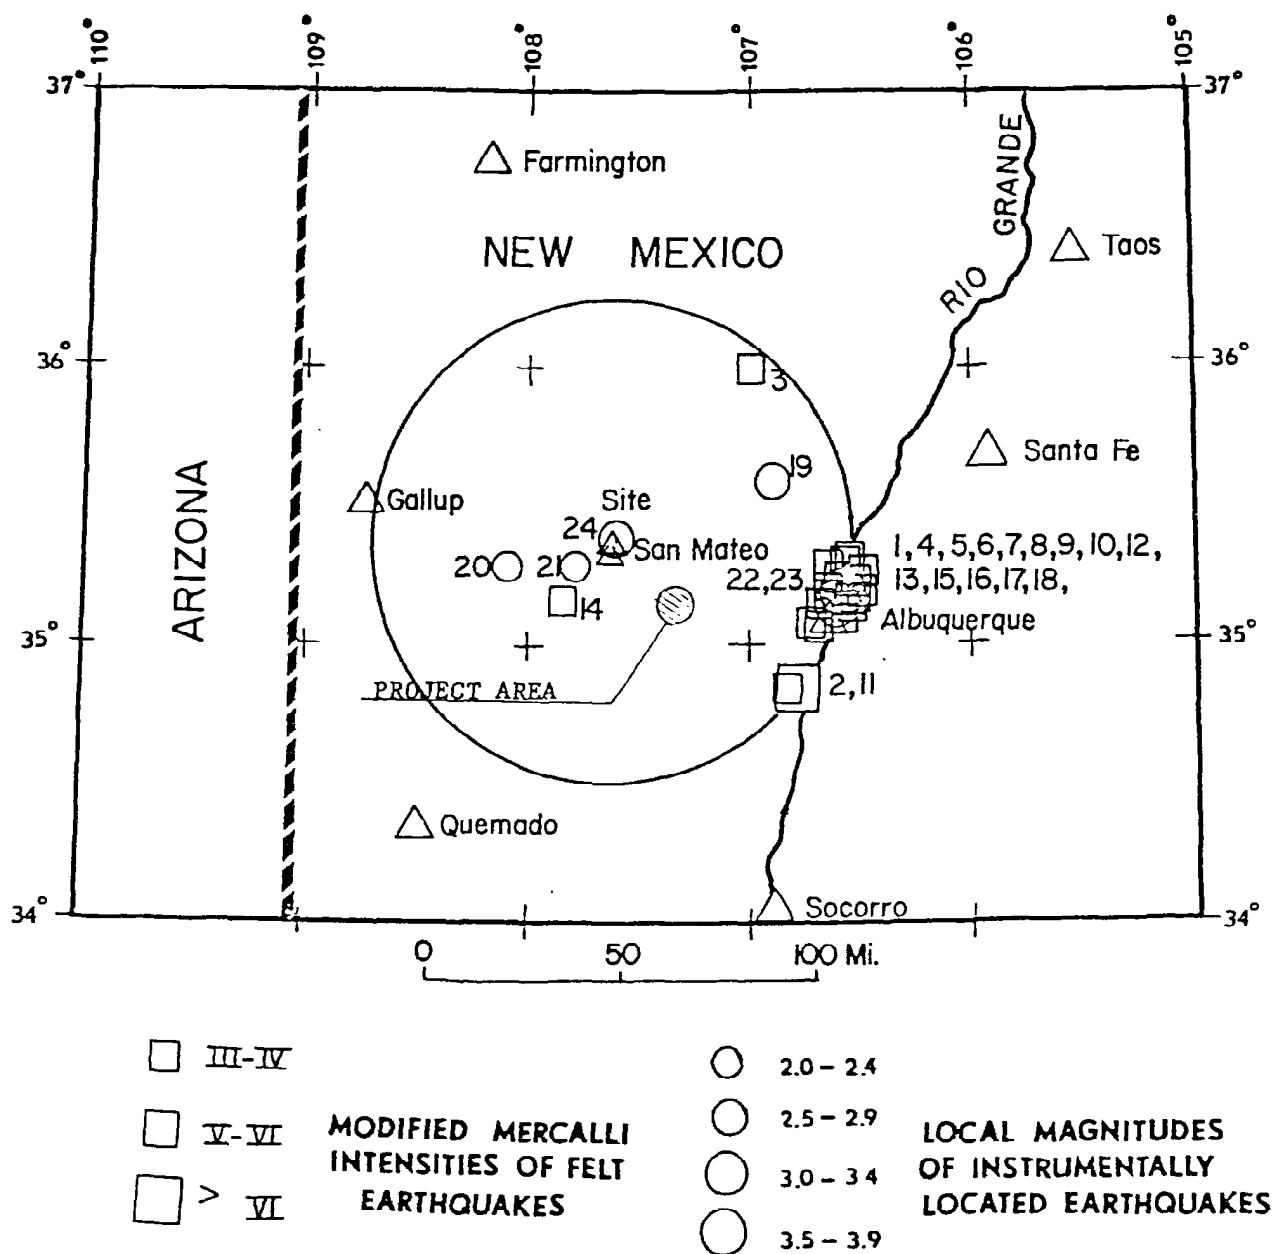 110° 109° 108° 107° 106° 105°
37° 37°
Farmington
GRANDE
NEW MEXICO
Taos
RIO
36° 36°
3
ARIZONA
19
Santa Fe
Gallup
Site
24
San Mateo
1,4,5,6,7,8,9,10,12,
20 21
22,23 13,15,16,17,18,
14
Albuquerque
35° 35°
PROJECT AREA
2,11
Quemado
34° Socorro 34°
0 50 100 Mi.
III-IV
V-VI
> VI
MODIFIED MERCALLI
INTENSITIES OF FELT
EARTHQUAKES
2.0 - 2.4
2.5 - 2.9
3.0 - 3.4
3.5 - 3.9
LOCAL MAGNITUDES
OF INSTRUMENTALLY
LOCATED EARTHQUAKES